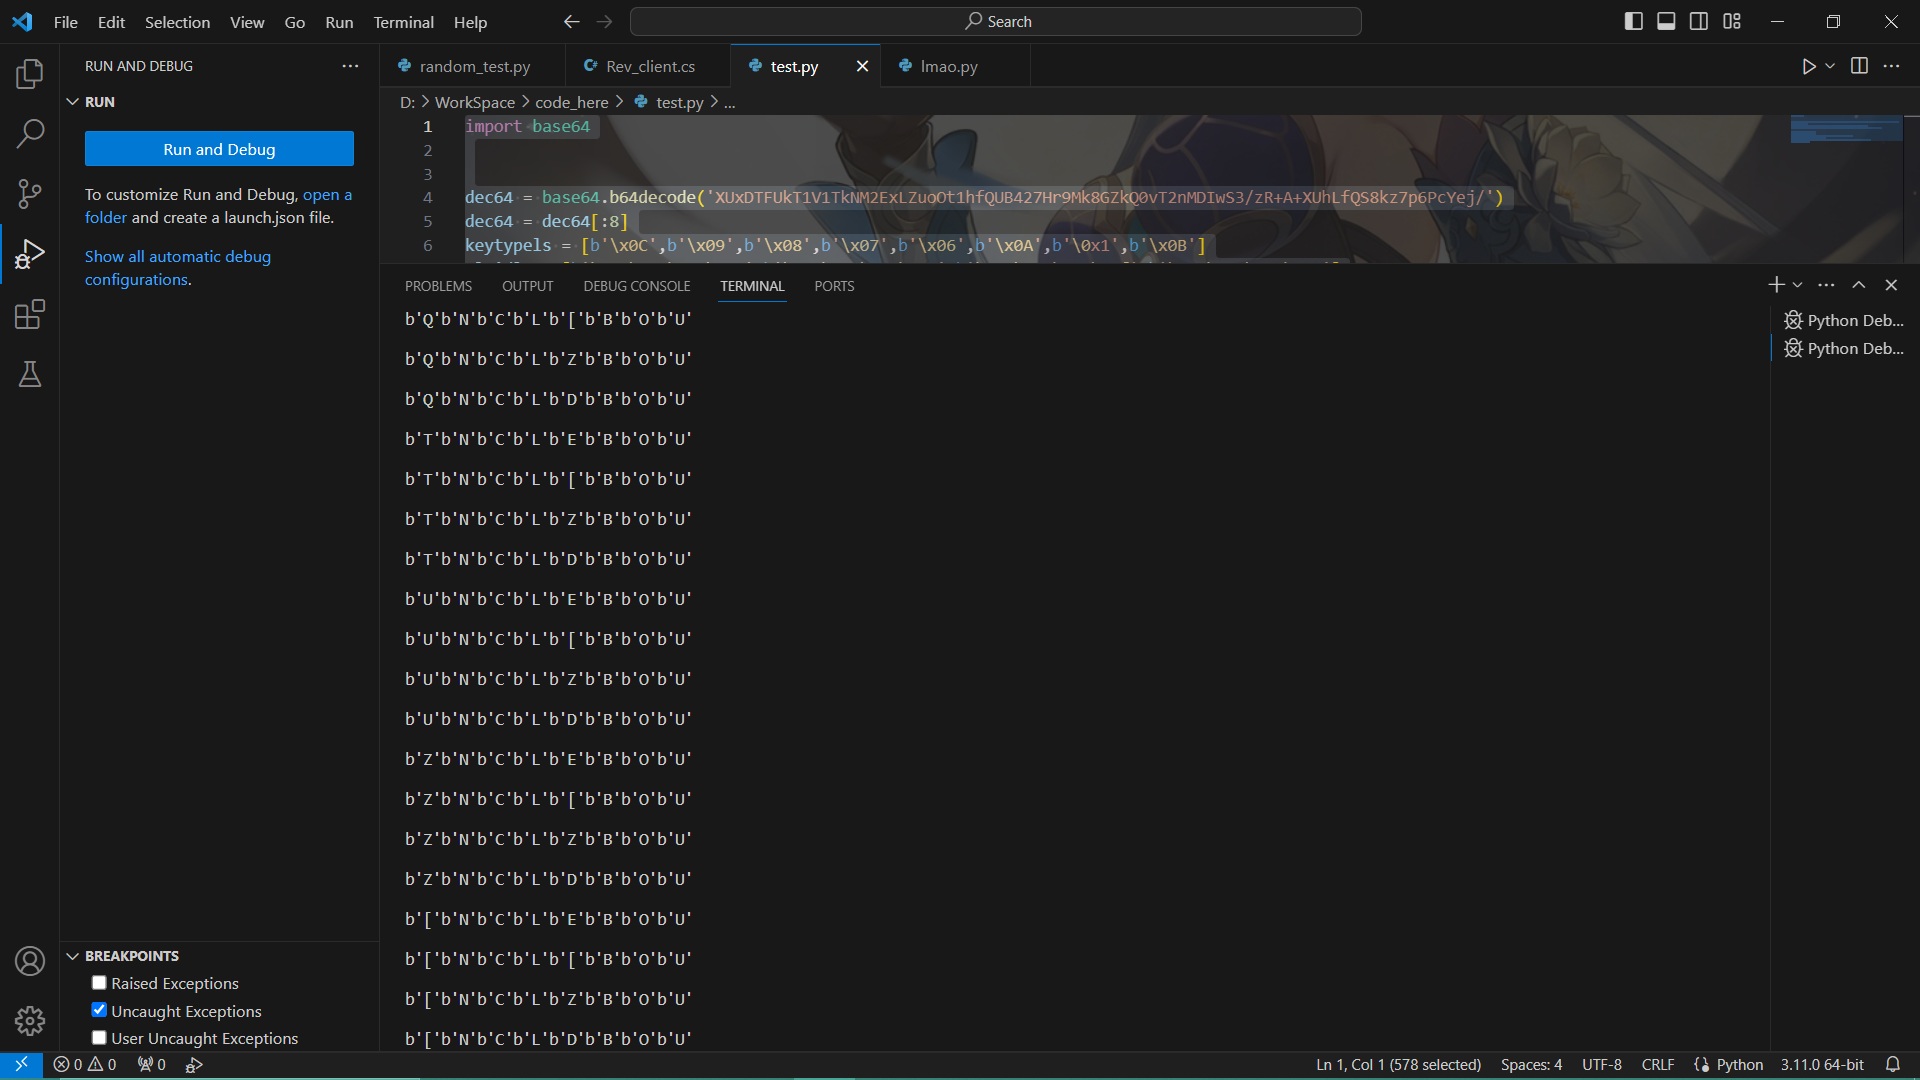 File Edit Selection View Go Run Terminal Help
Search
RUN AND DEBUG
RUN
Run and Debug
To customize Run and Debug, open a
folder and create a launch.json file.
Show all automatic debug
configurations.
BREAKPOINTS
Raised Exceptions
Uncaught Exceptions
User Uncaught Exceptions
random_test.py
Rev_client.cs
test.py
lmao.py
D: > WorkSpace > code_here > test.py > ...
1 import base64
2
3
4 dec64 = base64.b64decode('XUxDTFUkT1V1TkNM2ExLZuoOt1hfQUB427Hr9Mk8GZkQ0vT2nMDIwS3/zR+A+XUhLfQS8kz7p6PcYej/')
5 dec64 = dec64[:8]
6 keytypels = [b'\x0C',b'\x09',b'\x08',b'\x07',b'\x06',b'\x0A',b'\0x1',b'\x0B']
PROBLEMS OUTPUT DEBUG CONSOLE TERMINAL PORTS
b'Q'b'N'b'C'b'L'b'['b'B'b'O'b'U'
b'Q'b'N'b'C'b'L'b'Z'b'B'b'O'b'U'
b'Q'b'N'b'C'b'L'b'D'b'B'b'O'b'U'
b'T'b'N'b'C'b'L'b'E'b'B'b'O'b'U'
b'T'b'N'b'C'b'L'b'['b'B'b'O'b'U'
b'T'b'N'b'C'b'L'b'Z'b'B'b'O'b'U'
b'T'b'N'b'C'b'L'b'D'b'B'b'O'b'U'
b'U'b'N'b'C'b'L'b'E'b'B'b'O'b'U'
b'U'b'N'b'C'b'L'b'['b'B'b'O'b'U'
b'U'b'N'b'C'b'L'b'Z'b'B'b'O'b'U'
b'U'b'N'b'C'b'L'b'D'b'B'b'O'b'U'
b'Z'b'N'b'C'b'L'b'E'b'B'b'O'b'U'
b'Z'b'N'b'C'b'L'b'['b'B'b'O'b'U'
b'Z'b'N'b'C'b'L'b'Z'b'B'b'O'b'U'
b'Z'b'N'b'C'b'L'b'D'b'B'b'O'b'U'
b'['b'N'b'C'b'L'b'E'b'B'b'O'b'U'
b'['b'N'b'C'b'L'b'['b'B'b'O'b'U'
b'['b'N'b'C'b'L'b'Z'b'B'b'O'b'U'
b'['b'N'b'C'b'L'b'D'b'B'b'O'b'U'
Python Deb...
Python Deb...
0 0 0 Ln 1, Col 1 (578 selected) Spaces: 4 UTF-8 CRLF Python 3.11.0 64-bit